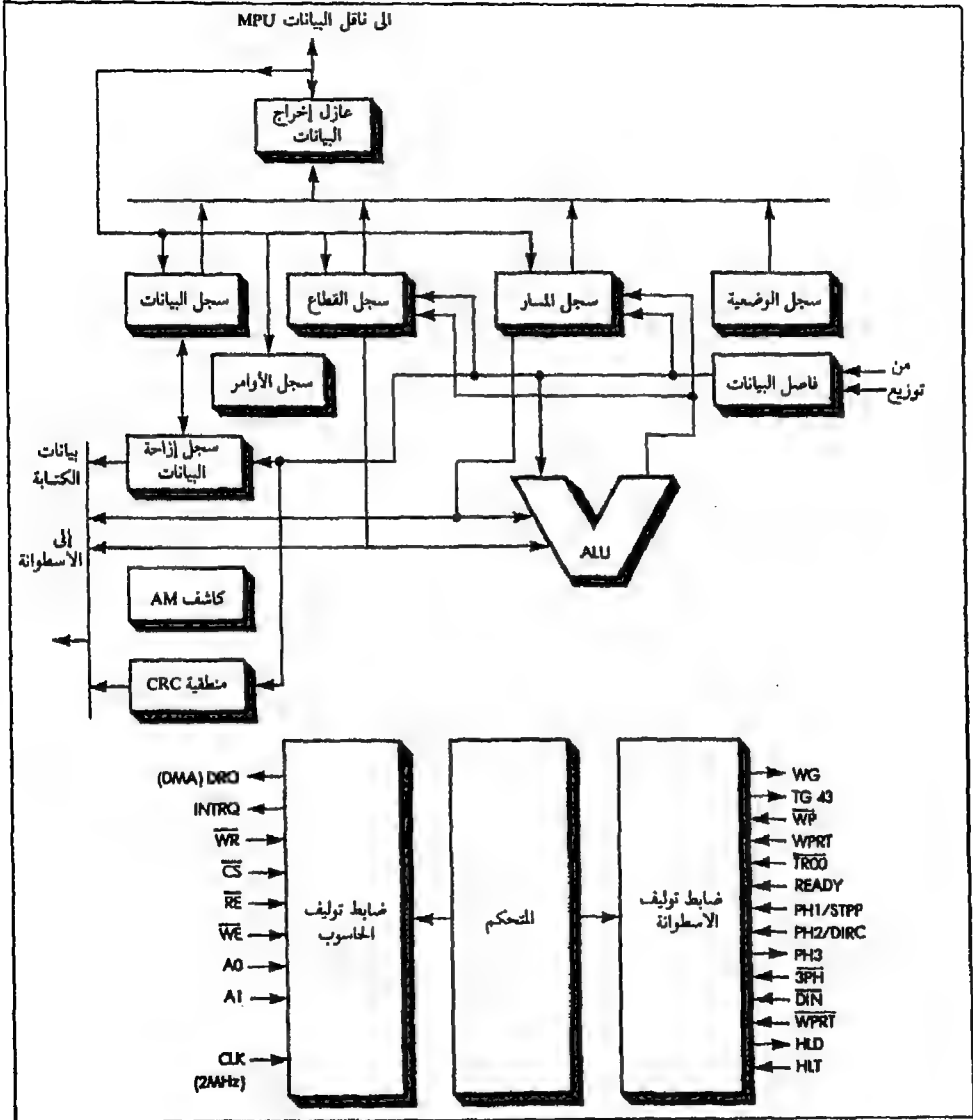 الى ناقل البيانات MPU
عازل إخراج
البيانات
سجل البيانات
سجل القطاع
سجل المسار
سجل الوضعية
سجل الأوامر
فاصل البيانات
من
توزيع
سجل إزاحة
البيانات
بيانات
الكتابة
إلى
الاسطوانة
ALU
كاشف AM
منطقية CRC
(DMA) DRQ
INTRQ
WR
CS
RE
WE
A0
A1
CLK
(2MHz)
ضابط توليف
الحاسوب
المتحكم
ضابط توليف
الاسطوانة
WG
TG 43
WP
WPRT
TR00
READY
PH1/STPP
PH2/DIRC
PH3
3PH
DIN
WPRT
HLD
HLT